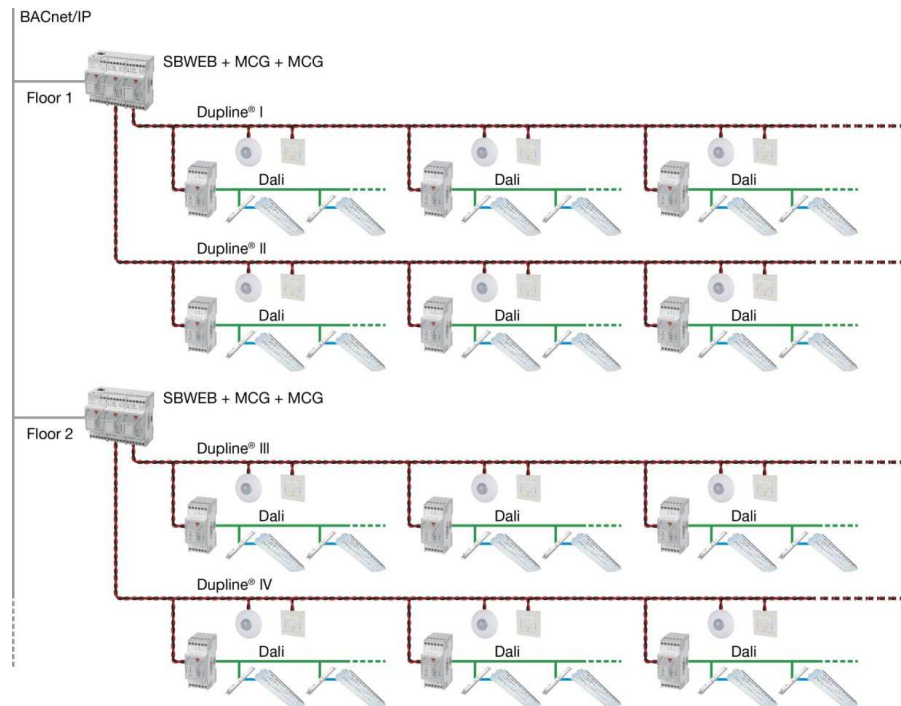 BACnet/IP
SBWEB + MCG + MCG
Floor 1
Dupline® I
Dali
Dali
Dali
Dupline® II
Dali
Dali
Dali
SBWEB + MCG + MCG
Floor 2
Dupline® III
Dali
Dali
Dali
Dupline® IV
Dali
Dali
Dali